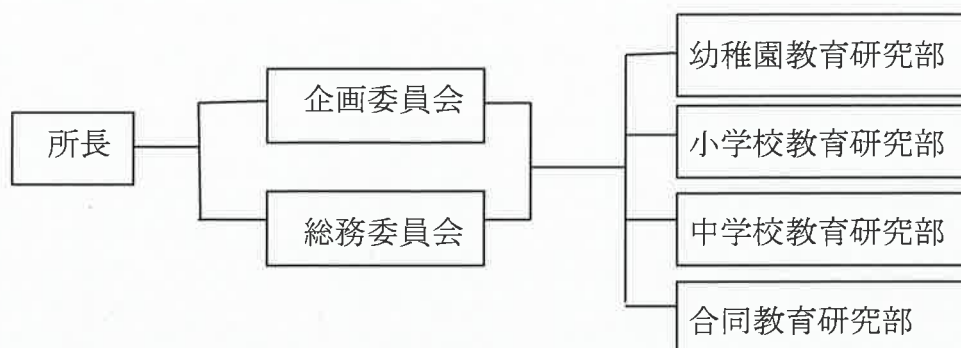 所長
企画委員会
総務委員会
幼稚園教育研究部
小学校教育研究部
中学校教育研究部
合同教育研究部